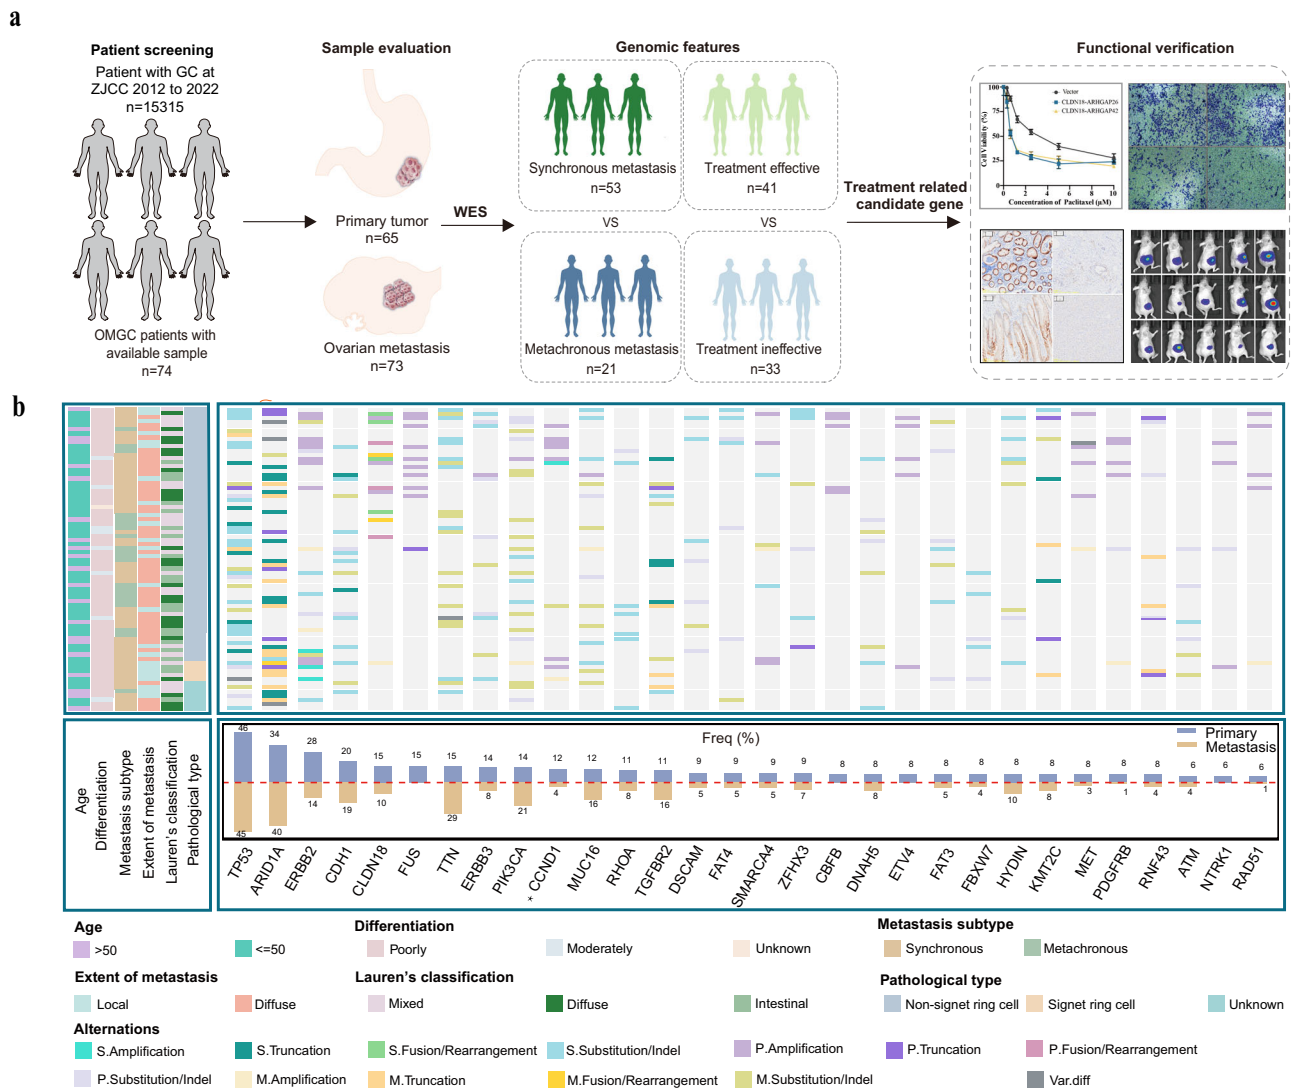 a
Patient screening
Patient with GC at
ZJCC 2012 to 2022
n=15315
OMGC patients with
available sample
n=74
Sample evaluation
Primary tumor
n=65
Ovarian metastasis
n=73
WES
Genomic features
Synchronous metastasis
n=53
Treatment effective
n=41
VS
VS
Metachronous metastasis
n=21
Treatment ineffective
n=33
Treatment related
candidate gene
Functional verification
Cell Viability (%)
100
75
50
25
0
Vector
CLDN18-ARHGAP26
CLDN18-ARHGAP42
0 2 4 6 8 10
Concentration of Paclitaxel (μM)
b
Age
Differentiation
Metastasis subtype
Extent of metastasis
Lauren's classification
Pathological type
Freq (%)
Primary
Metastasis
46 34 28 20 15 15 15 14 14 12 12 11 11 9 9 9 9 8 8 8 8 8 8 8 8 8 8 6 6 6
45 40 14 19 10 29 8 21 4 16 8 16 5 5 5 7 8 5 4 10 8 3 1 4 4 1
TP53
ARID1A
ERBB2
CDH1
CLDN18
FUS
TTN
ERBB3
PIK3CA
* CCND1
MUC16
RHOA
TGFBR2
DSCAM
FAT4
SMARCA4
ZFHX3
CBFB
DNAH5
ETV4
FAT3
FBXW7
HYDIN
KMT2C
MET
PDGFRB
RNF43
ATM
NTRK1
RAD51
Age
>50
<=50
Differentiation
Poorly
Moderately
Unknown
Metastasis subtype
Synchronous
Metachronous
Extent of metastasis
Local
Diffuse
Lauren's classification
Mixed
Diffuse
Intestinal
Pathological type
Non-signet ring cell
Signet ring cell
Unknown
Alternations
S.Amplification
S.Truncation
S.Fusion/Rearrangement
S.Substitution/Indel
P.Amplification
P.Truncation
P.Fusion/Rearrangement
P.Substitution/Indel
M.Amplification
M.Truncation
M.Fusion/Rearrangement
M.Substitution/Indel
Var.diff